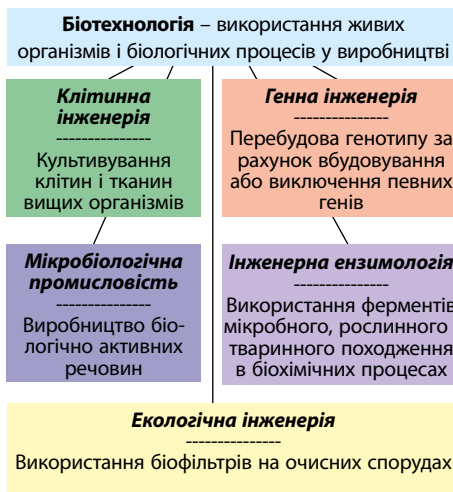 Біотехнологія – використання живих
організмів і біологічних процесів у виробництві
Клітинна
інженерія
---------------
Культивування
клітин і тканин
вищих організмів
Генна інженерія
---------------
Перебудова генотипу за
рахунок вбудовування
або виключення певних
генів
Мікробіологічна
промисловість
---------------
Виробництво біо-
логічно активних
речовин
Інженерна ензимологія
---------------
Використання ферментів
мікробного, рослинного
тваринного походження
в біохімічних процесах
Екологічна інженерія
---------------
Використання біофільтрів на очисних спорудах